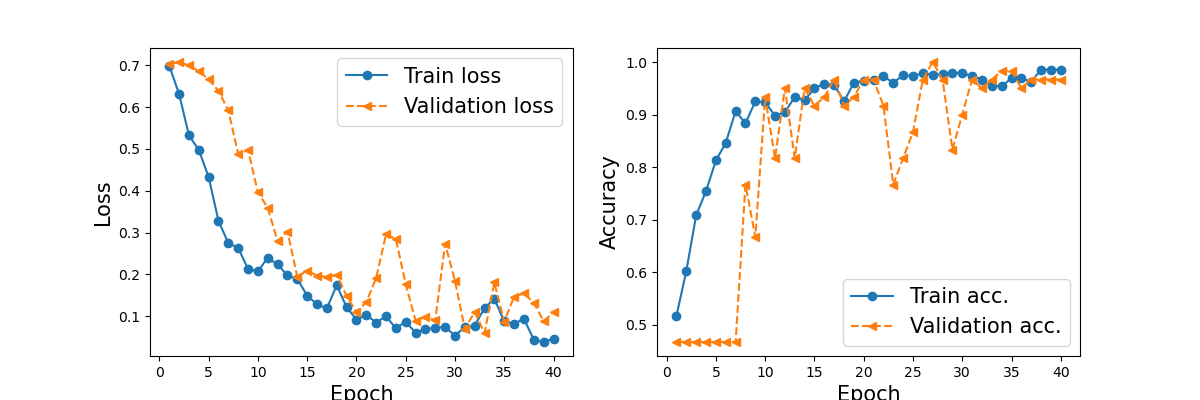 0.7
0.6
0.5
0.4
0.3
0.2
0.1
Loss
Train loss
Validation loss
0 5 10 15 20 25 30 35 40
Epoch
1.0
0.9
0.8
0.7
0.6
0.5
Accuracy
Train acc.
Validation acc.
0 5 10 15 20 25 30 35 40
Epoch